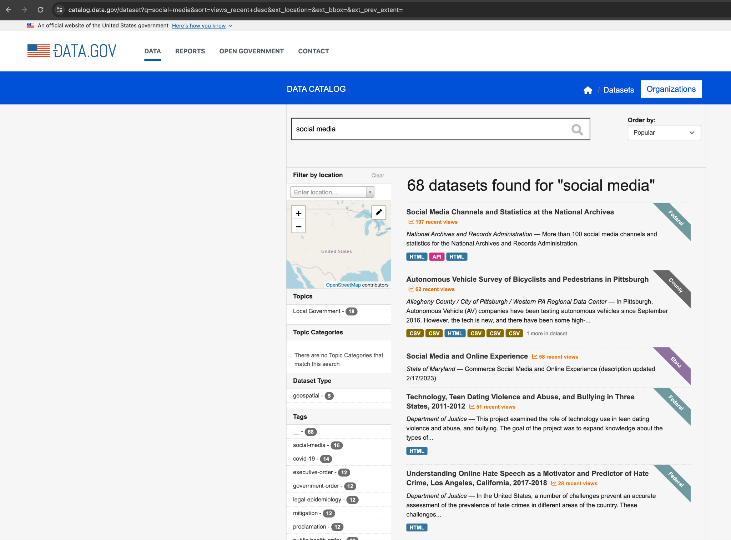 catalog.data.gov/dataset?q=social+media&sort=views_recent+desc&ext_location=&ext_bbox=&ext_prev_extent=
An official website of the United States government Here's how you know
DATA.GOV
DATA REPORTS OPEN GOVERNMENT CONTACT
DATA CATALOG
/ Datasets Organizations
social media
Order by:
Popular
Filter by location Clear
Enter location...
+
−
United States
OpenStreetMap contributors
Topics
Local Government - 18
Topic Categories
There are no Topic Categories that
match this search
Dataset Type
geospatial - 5
Tags
__ - 68
social-media - 16
covid-19 - 14
executive-order - 12
government-order - 12
legal-epidemiology - 12
mitigation - 12
proclamation - 12
68 datasets found for "social media"
Social Media Channels and Statistics at the National Archives
107 recent views
Federal
National Archives and Records Administration — More than 100 social media channels and
statistics for the National Archives and Records Administration.
HTML API HTML
Autonomous Vehicle Survey of Bicyclists and Pedestrians in Pittsburgh
62 recent views
County
Allegheny County / City of Pittsburgh / Western PA Regional Data Center — In Pittsburgh,
Autonomous Vehicle (AV) companies have been testing autonomous vehicles since September
2016. However, the tech is new, and there have been some high-...
CSV CSV HTML CSV CSV CSV 1 more in dataset
Social Media and Online Experience 58 recent views
State
State of Maryland — Commerce Social Media and Online Experience (description updated
2/17/2023)
Technology, Teen Dating Violence and Abuse, and Bullying in Three
States, 2011-2012 51 recent views
Federal
Department of Justice — This project examined the role of technology use in teen dating
violence and abuse, and bullying. The goal of the project was to expand knowledge about the
types of...
HTML
Understanding Online Hate Speech as a Motivator and Predictor of Hate
Crime, Los Angeles, California, 2017-2018 28 recent views
Federal
Department of Justice — In the United States, a number of challenges prevent an accurate
assessment of the prevalence of hate crimes in different areas of the country. These
challenges...
HTML